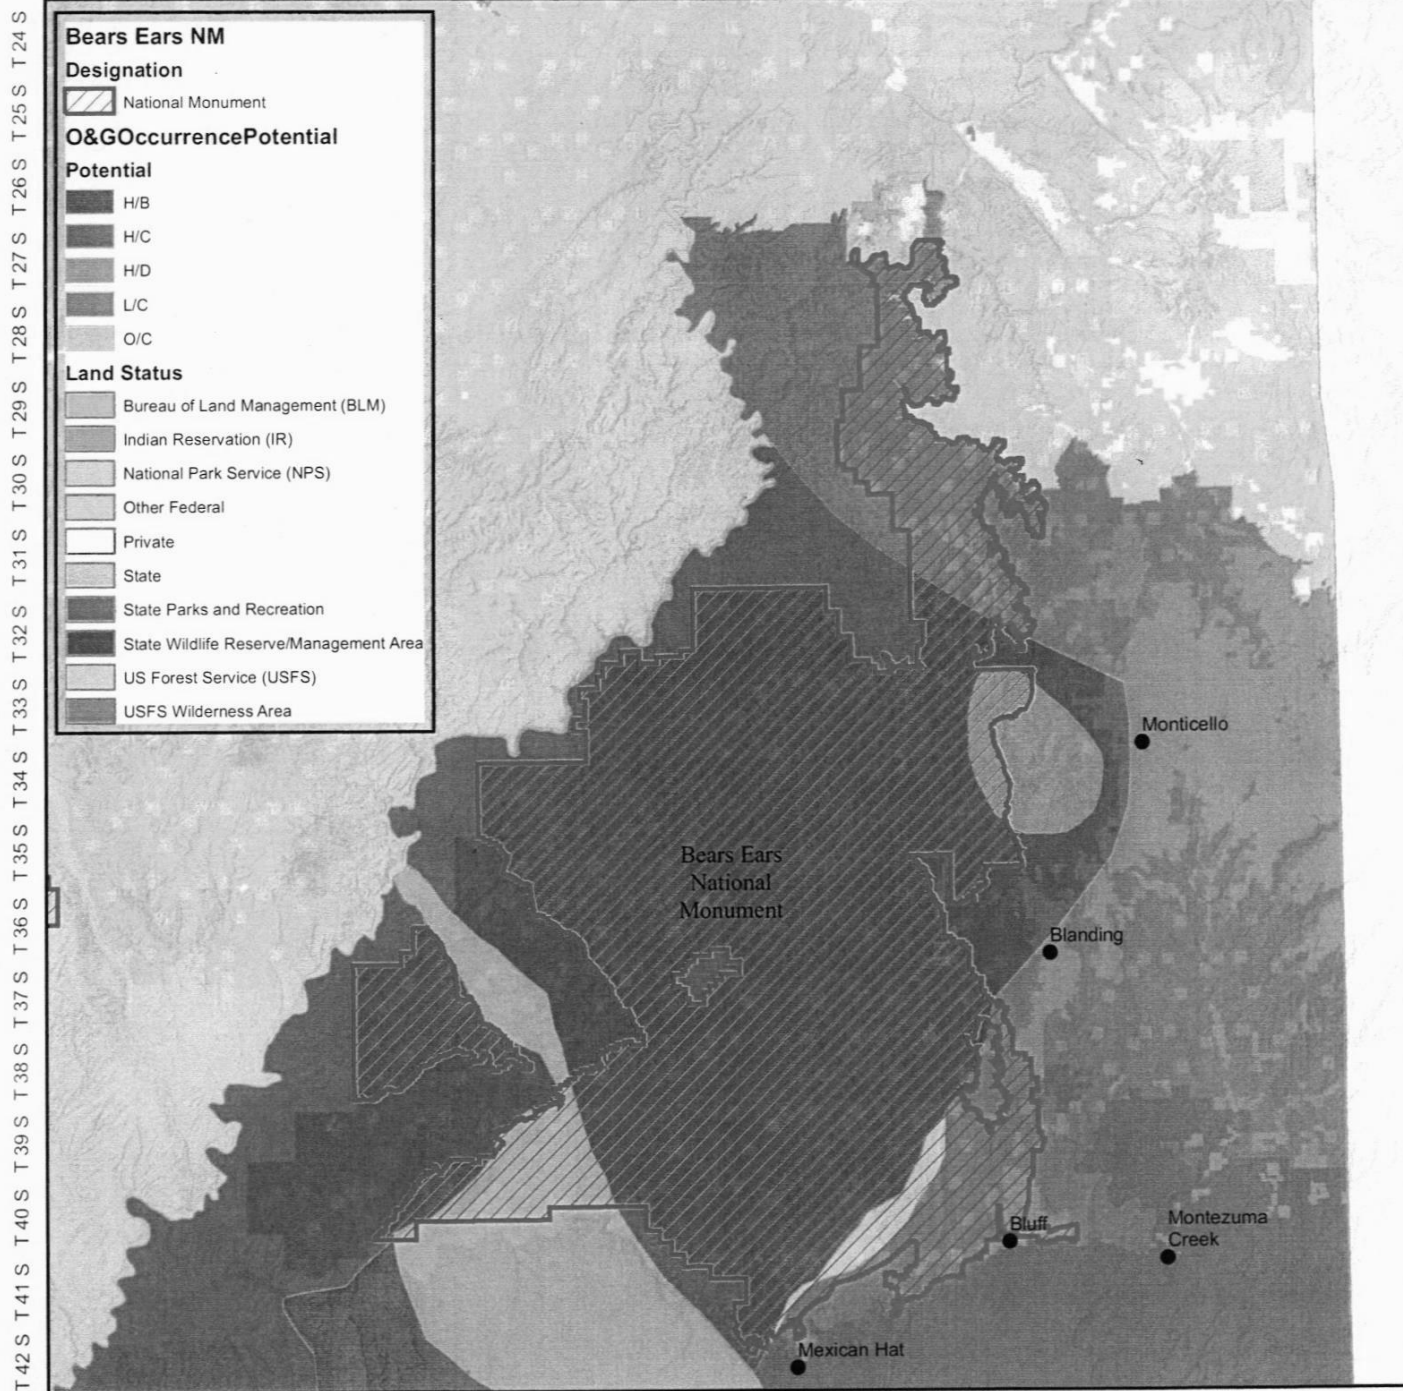 Bears Ears NM
Designation
National Monument
O&GOccurrencePotential
Potential
H/B
H/C
H/D
L/C
O/C
Land Status
Bureau of Land Management (BLM)
Indian Reservation (IR)
National Park Service (NPS)
Other Federal
Private
State
State Parks and Recreation
State Wildlife Reserve/Management Area
US Forest Service (USFS)
USFS Wilderness Area
T 24 S
T 25 S
T 26 S
T 27 S
T 28 S
T 29 S
T 30 S
T 31 S
T 32 S
T 33 S
T 34 S
T 35 S
T 36 S
T 37 S
T 38 S
T 39 S
T 40 S
T 41 S
T 42 S
Monticello
Bears Ears
National
Monument
Blanding
Bluff
Montezuma
Creek
Mexican Hat